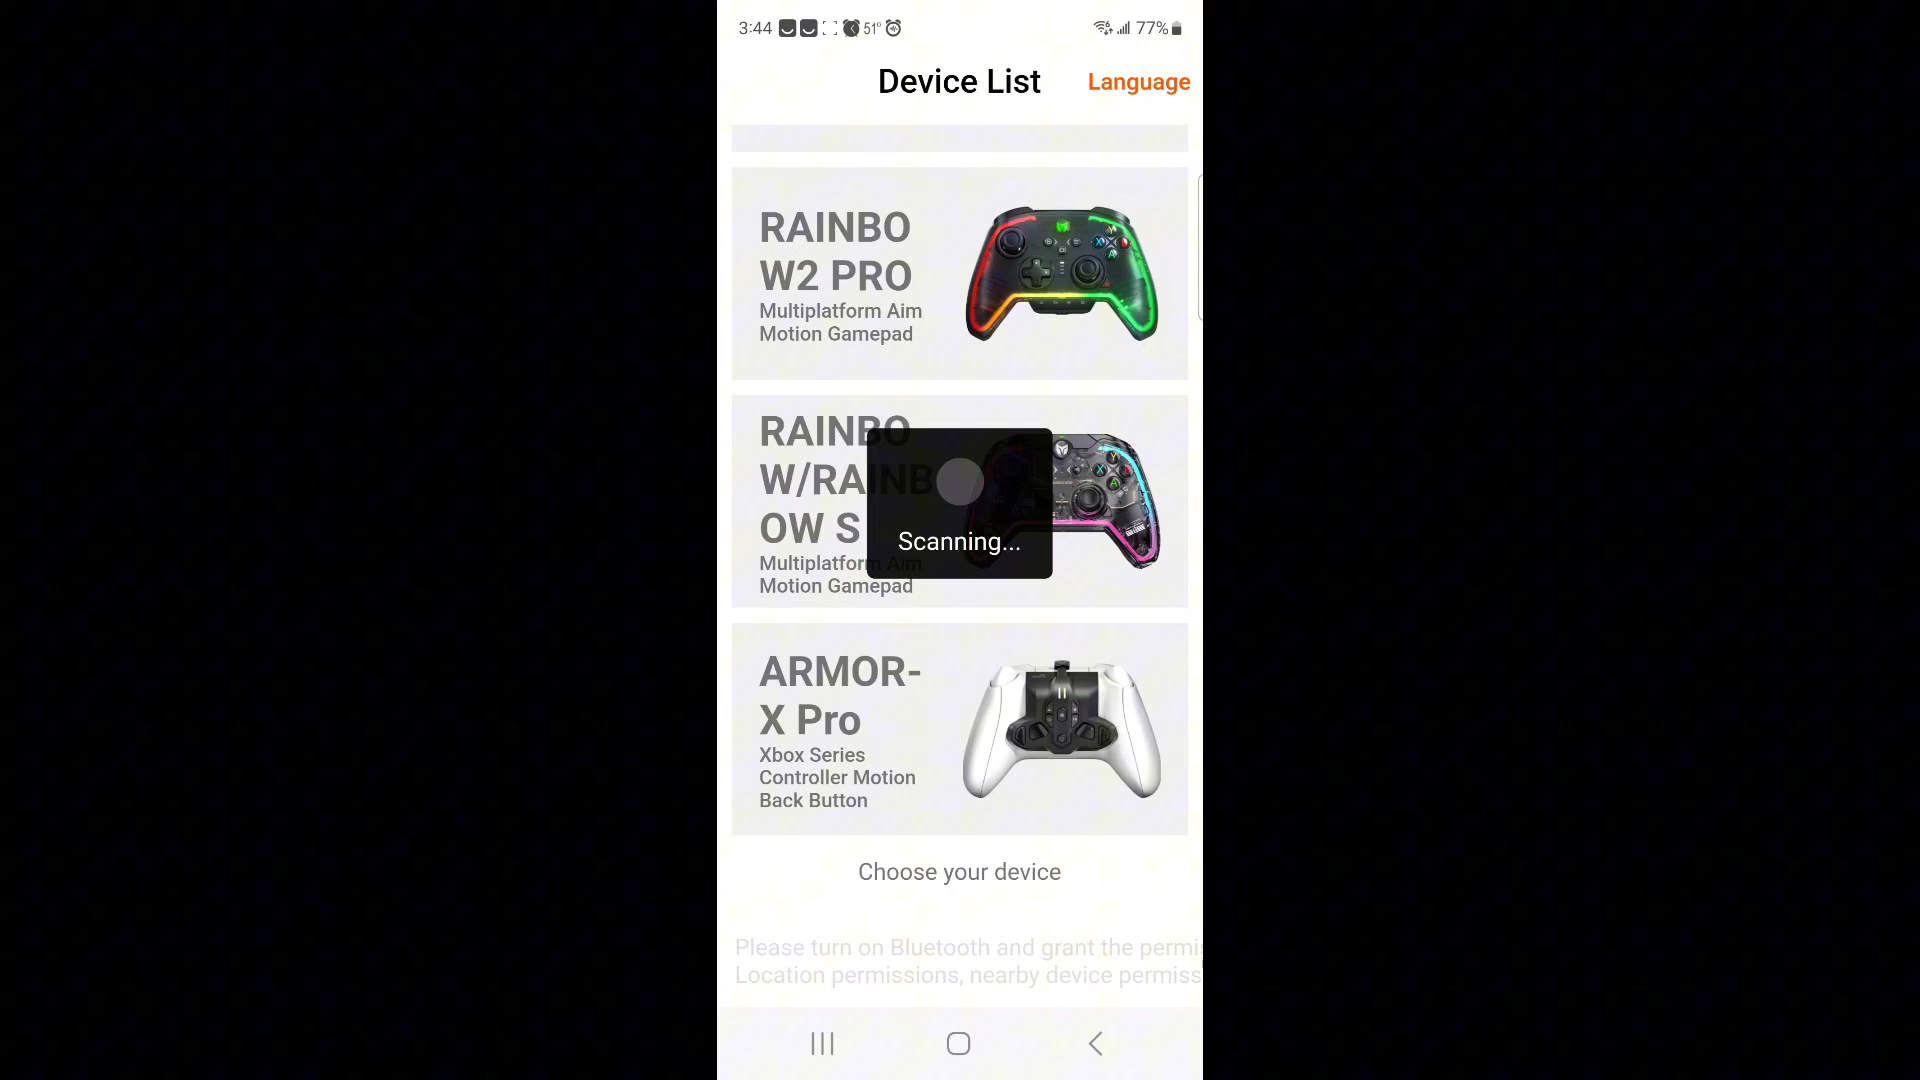 3:44 51° 77%
Device List
Language
RAINBO
W2 PRO
Multiplatform Aim
Motion Gamepad
RAINBO
W/RAINB
OW S
Multiplatform Aim
Motion Gamepad
Scanning...
ARMOR-
X Pro
Xbox Series
Controller Motion
Back Button
Choose your device
Please turn on Bluetooth and grant the permis
Location permissions, nearby device permiss